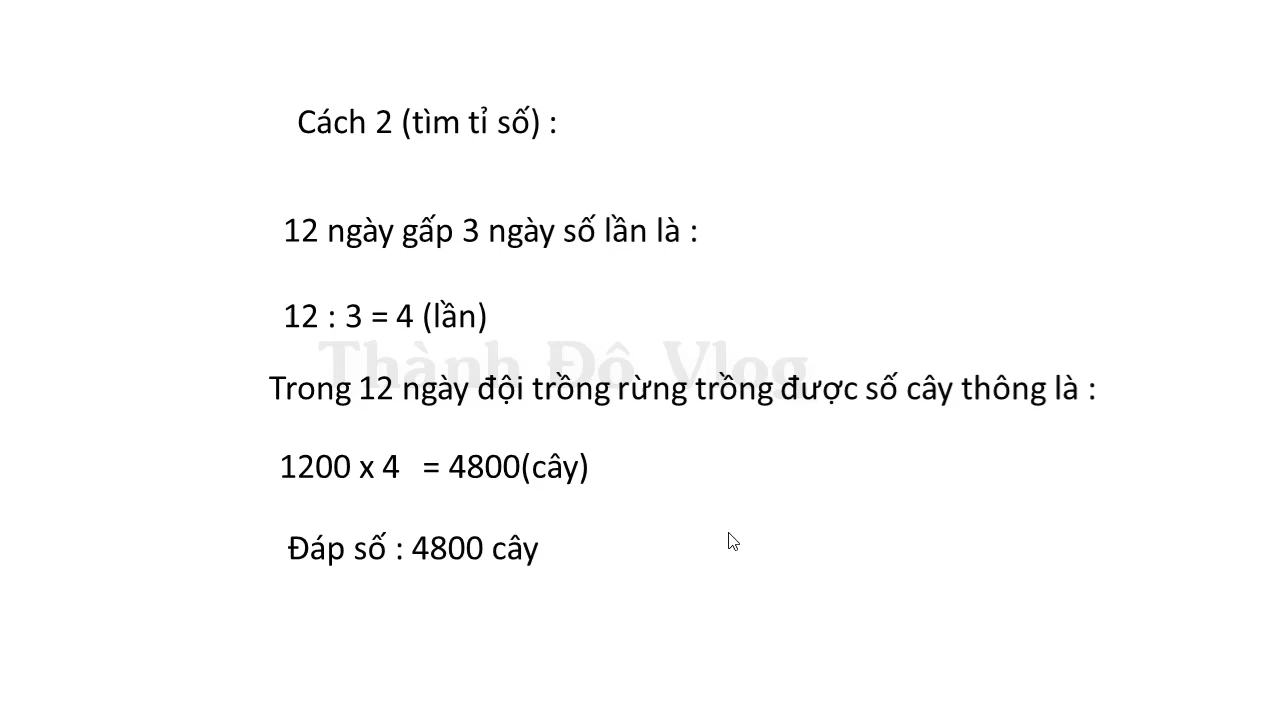 Cách 2 (tìm tỉ số) :
12 ngày gấp 3 ngày số lần là :
12 : 3 = 4 (lần)
Thành Đô Vlog
Trong 12 ngày đội trồng rừng trồng được số cây thông là :
1200 x 4 = 4800(cây)
Đáp số : 4800 cây